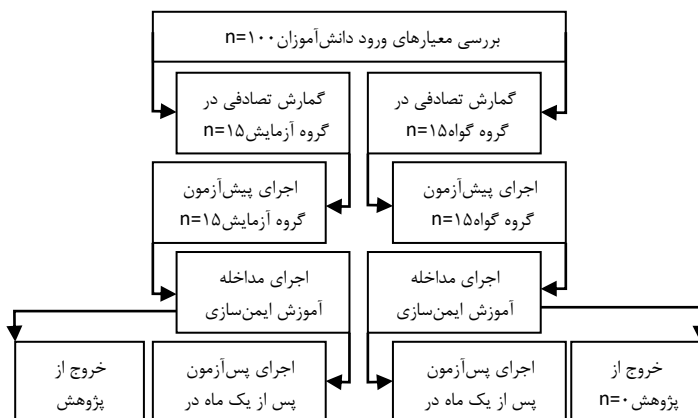 بررسی معیارهای ورود دانش‌آموزان n=۱۰۰
گمارش تصادفی در
گروه گواه n=۱۵
گمارش تصادفی در
گروه آزمایش n=۱۵
اجرای پیش‌آزمون
گروه گواه n=۱۵
اجرای پیش‌آزمون
گروه آزمایش n=۱۵
اجرای مداخله
آموزش ایمن‌سازی
اجرای مداخله
آموزش ایمن‌سازی
خروج از
پژوهش n=۰
اجرای پس‌آزمون
پس از یک ماه در
اجرای پس‌آزمون
پس از یک ماه در
خروج از
پژوهش